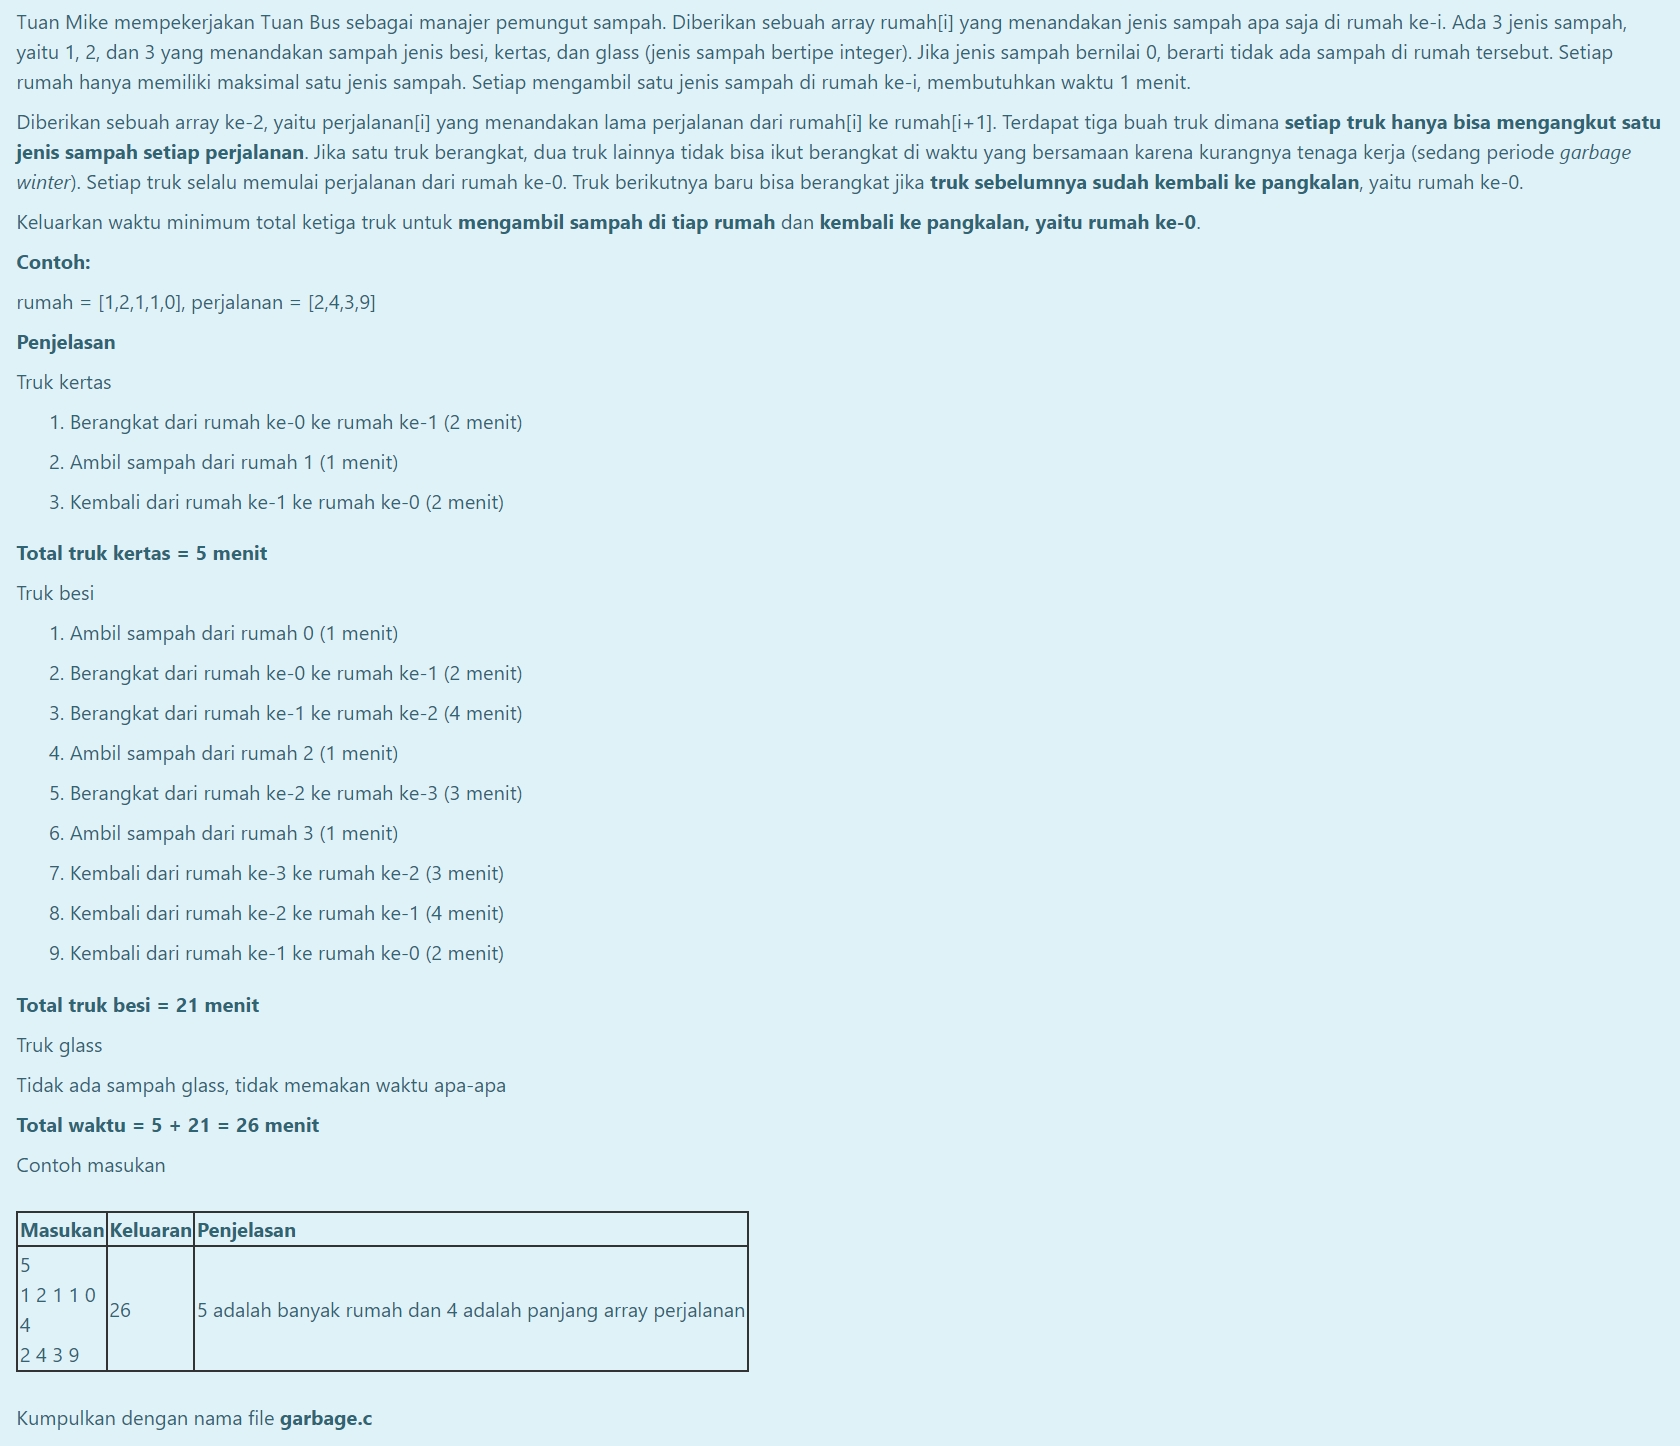 Tuan Mike mempekerjakan Tuan Bus sebagai manajer pemungut sampah. Diberikan sebuah array rumah[i] yang menandakan jenis sampah apa saja di rumah ke-i. Ada 3 jenis sampah,
yaitu 1, 2, dan 3 yang menandakan sampah jenis besi, kertas, dan glass (jenis sampah bertipe integer). Jika jenis sampah bernilai 0, berarti tidak ada sampah di rumah tersebut. Setiap
rumah hanya memiliki maksimal satu jenis sampah. Setiap mengambil satu jenis sampah di rumah ke-i, membutuhkan waktu 1 menit.
Diberikan sebuah array ke-2, yaitu perjalanan[i] yang menandakan lama perjalanan dari rumah[i] ke rumah[i+1]. Terdapat tiga buah truk dimana setiap truk hanya bisa mengangkut satu
jenis sampah setiap perjalanan. Jika satu truk berangkat, dua truk lainnya tidak bisa ikut berangkat di waktu yang bersamaan karena kurangnya tenaga kerja (sedang periode garbage
winter). Setiap truk selalu memulai perjalanan dari rumah ke-0. Truk berikutnya baru bisa berangkat jika truk sebelumnya sudah kembali ke pangkalan, yaitu rumah ke-0.
Keluarkan waktu minimum total ketiga truk untuk mengambil sampah di tiap rumah dan kembali ke pangkalan, yaitu rumah ke-0.
Contoh:
rumah = [1,2,1,1,0], perjalanan = [2,4,3,9]
Penjelasan
Truk kertas
1. Berangkat dari rumah ke-0 ke rumah ke-1 (2 menit)
2. Ambil sampah dari rumah 1 (1 menit)
3. Kembali dari rumah ke-1 ke rumah ke-0 (2 menit)
Total truk kertas = 5 menit
Truk besi
1. Ambil sampah dari rumah 0 (1 menit)
2. Berangkat dari rumah ke-0 ke rumah ke-1 (2 menit)
3. Berangkat dari rumah ke-1 ke rumah ke-2 (4 menit)
4. Ambil sampah dari rumah 2 (1 menit)
5. Berangkat dari rumah ke-2 ke rumah ke-3 (3 menit)
6. Ambil sampah dari rumah 3 (1 menit)
7. Kembali dari rumah ke-3 ke rumah ke-2 (3 menit)
8. Kembali dari rumah ke-2 ke rumah ke-1 (4 menit)
9. Kembali dari rumah ke-1 ke rumah ke-0 (2 menit)
Total truk besi = 21 menit
Truk glass
Tidak ada sampah glass, tidak memakan waktu apa-apa
Total waktu = 5 + 21 = 26 menit
Contoh masukan
Masukan Keluaran Penjelasan
5
1 2 1 1 0
4
2 4 3 9
26
5 adalah banyak rumah dan 4 adalah panjang array perjalanan
Kumpulkan dengan nama file garbage.c